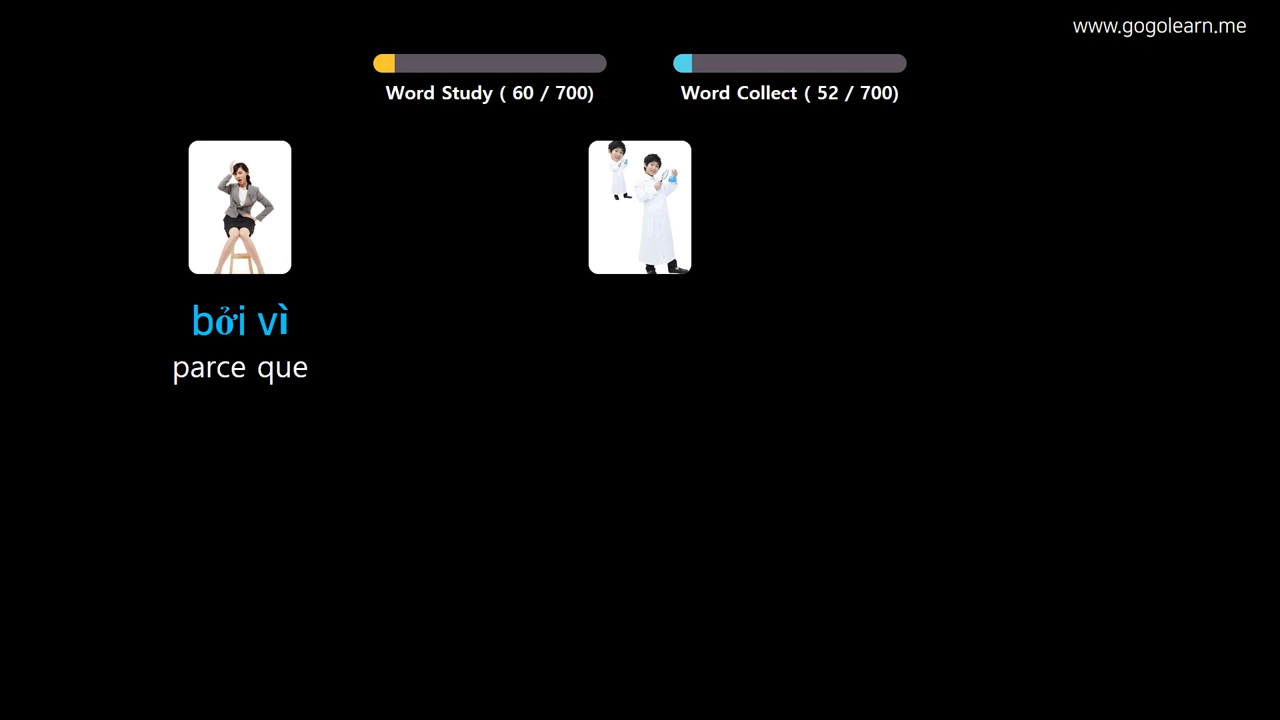 www.gogolearn.me
Word Study ( 60 / 700)
Word Collect ( 52 / 700)
bởi vì
parce que